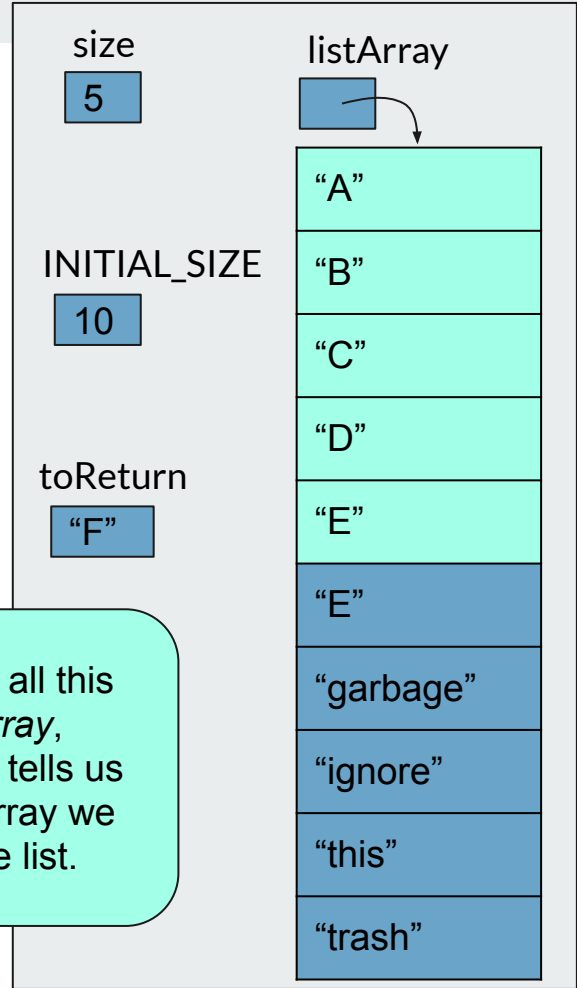 size
5
listArray
INITIAL_SIZE
10
toReturn
“F”
“A”
“B”
“C”
“D”
“E”
“E”
“garbage”
“ignore”
“this”
“trash”
all this
rray,
tells us
rray we
e list.